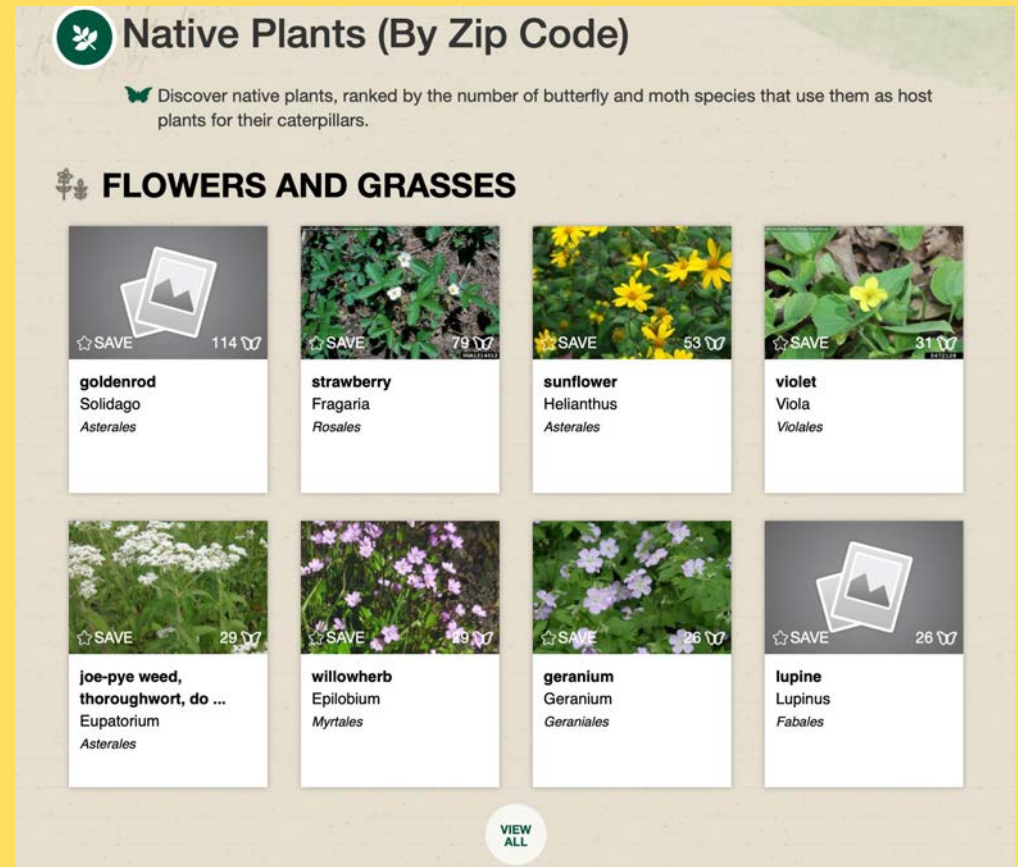 Native Plants (By Zip Code)
Discover native plants, ranked by the number of butterfly and moth species that use them as host
plants for their caterpillars.
FLOWERS AND GRASSES
SAVE 114
goldenrod
Solidago
Asterales
SAVE 79
strawberry
Fragaria
Rosales
SAVE 53
sunflower
Helianthus
Asterales
SAVE 31
violet
Viola
Violales
SAVE 29
joe-pye weed,
thoroughwort, do ...
Eupatorium
Asterales
SAVE 29
willowherb
Epilobium
Myrtales
SAVE 26
geranium
Geranium
Geraniales
SAVE 26
lupine
Lupinus
Fabales
VIEW
ALL